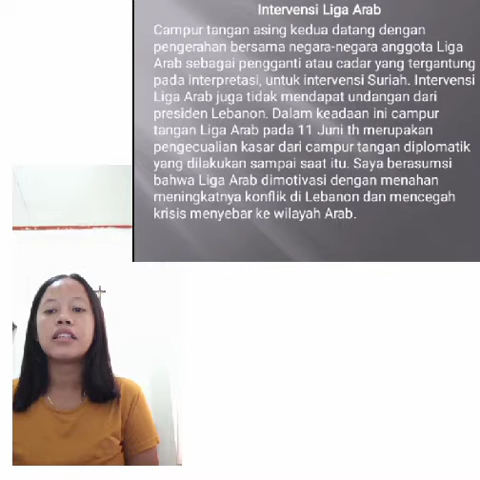 Intervensi Liga Arab
Campur tangan asing kedua datang dengan
pengerahan bersama negara-negara anggota Liga
Arab sebagai pengganti atau cadar yang tergantung
pada interpretasi, untuk intervensi Suriah. Intervensi
Liga Arab juga tidak mendapat undangan dari
presiden Lebanon. Dalam keadaan ini campur
tangan Liga Arab pada 11 Juni th merupakan
pengecualian kasar dari campur tangan diplomatik
yang dilakukan sampai saat itu. Saya berasumsi
bahwa Liga Arab dimotivasi dengan menahan
meningkatnya konflik di Lebanon dan mencegah
krisis menyebar ke wilayah Arab.